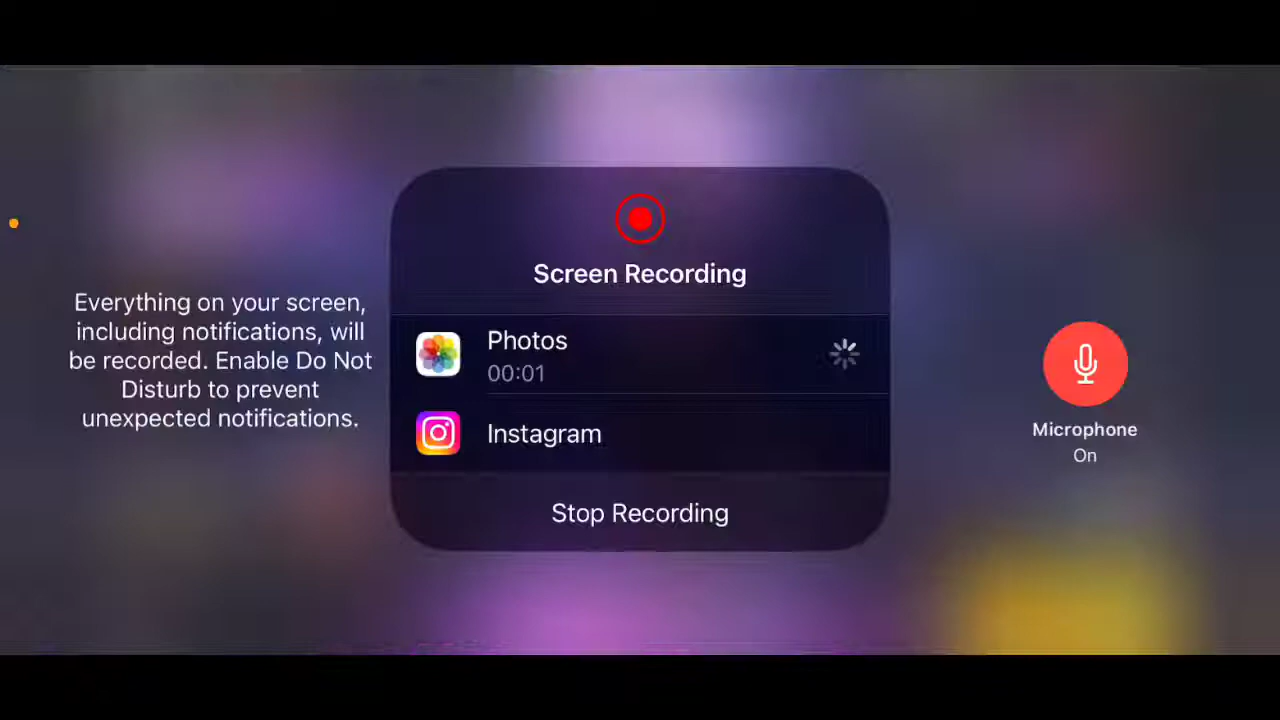 Everything on your screen,
including notifications, will
be recorded. Enable Do Not
Disturb to prevent
unexpected notifications.
Screen Recording
Photos
00:01
Instagram
Stop Recording
Microphone
On